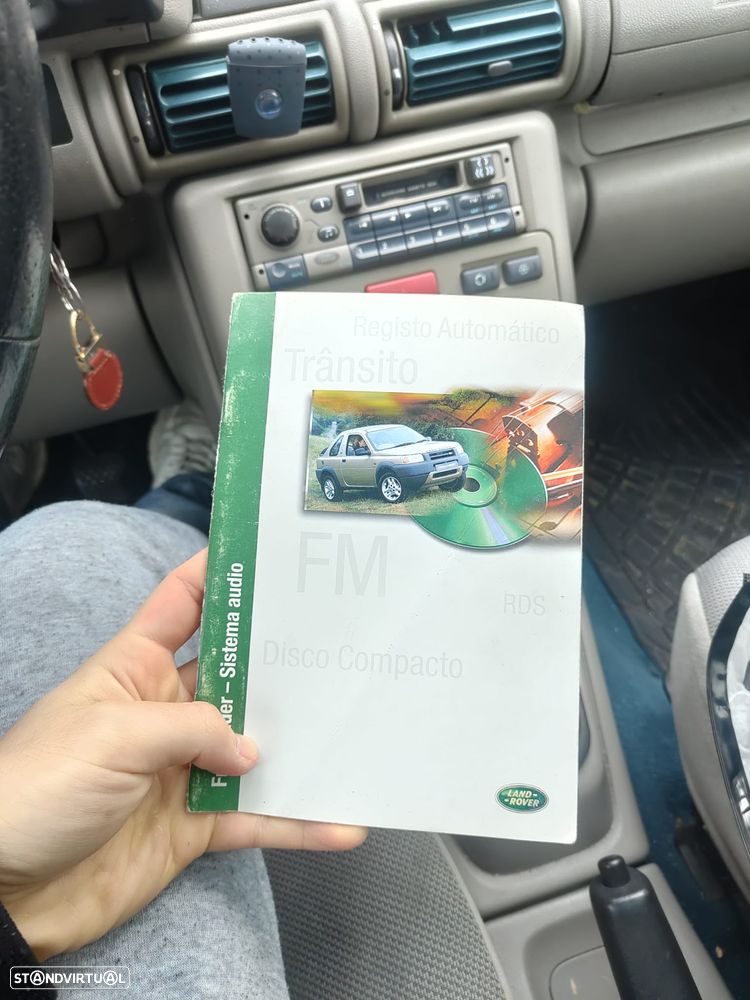 Registo Automático
Trânsito
FM
RDS
Disco Compacto
– Sistema audio
LAND-
-ROVER
STANDVIRTUAL